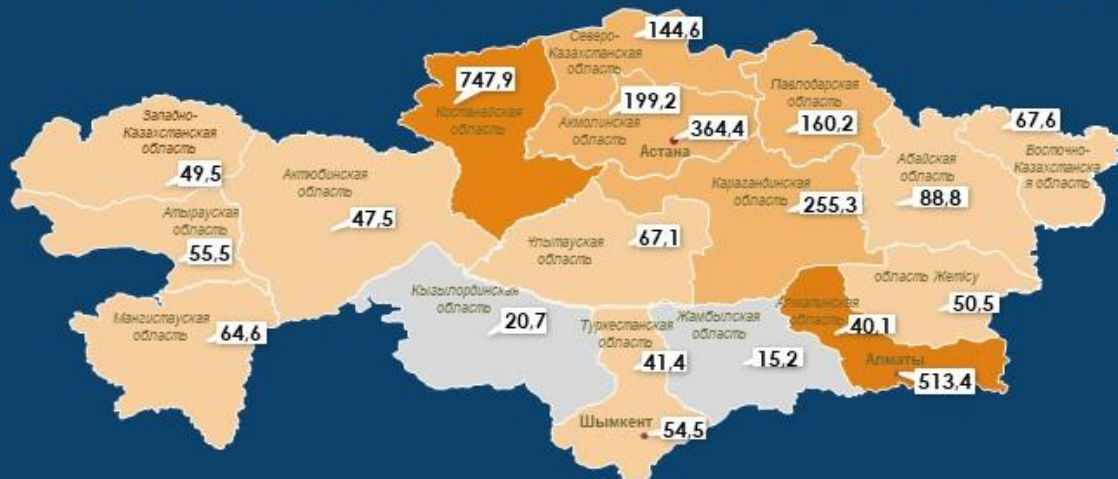 144,6
Северо-
Казахстанская
область
747,9
Костанайская
область
199,2
Акмолинская
область
364,4
Астана
Павлодарская
область
160,2
67,6
Восточно-
Казахстанска
я область
Западно-
Казахстанская
область
49,5
Актюбинская
область
47,5
Абайская
область
88,8
Карагандинская
область
255,3
Атырауская
область
55,5
Ұлытауская
область
67,1
область Жетісу
50,5
Кызылординская
область
20,7
Мангистауская
область
64,6
Туркестанская
область
41,4
Жамбылская
область
15,2
Алматинская
область
40,1
Алматы
513,4
Шымкент
54,5